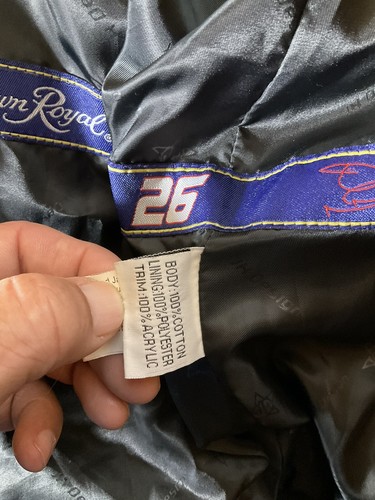 wn Royal
26
BODY:100%COTTON
LINING:100%POLYESTER
TRIM:100% ACRYLIC